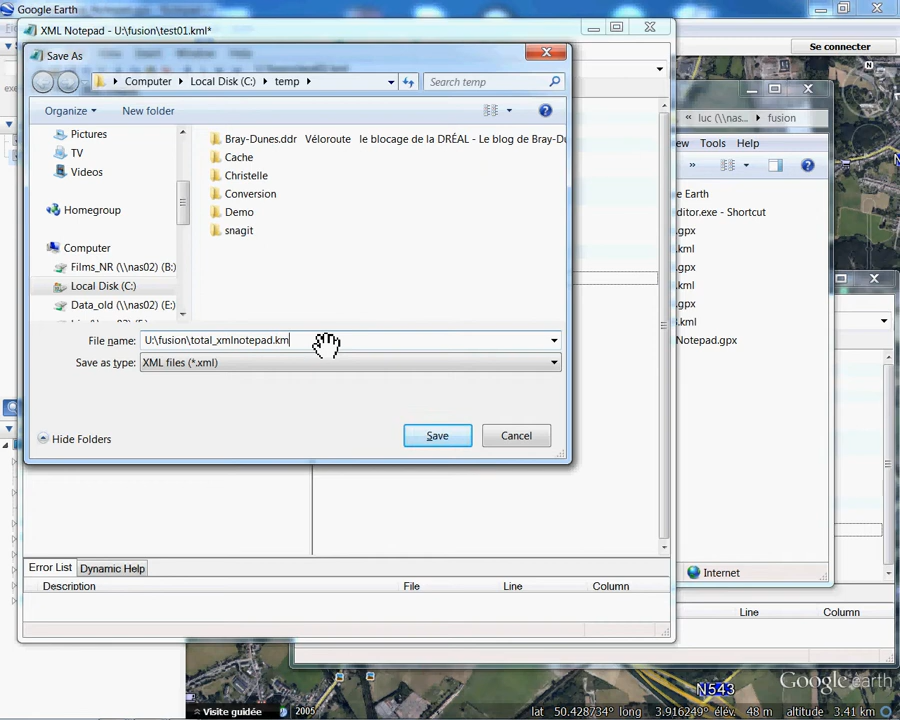 Google Earth
XML Notepad - U:\fusion\test01.kml*
Save As
Se connecter
Computer
Local Disk (C:)
temp
Search temp
Organize
New folder
luc (\\nas...
fusion
Tools
Help
Pictures
TV
Videos
Homegroup
Computer
Films_NR (\\nas02) (B:)
Local Disk (C:)
Data_old (\\nas02) (E:)
Bray-Dunes.ddr Véloroute le blocage de la DRÉAL - Le blog de Bray-Du
Cache
Christelle
Conversion
Demo
snagit
Earth
ditor.exe - Shortcut
.gpx
.kml
.gpx
.kml
.gpx
.kml
Notepad.gpx
File name: U:\fusion\total_xmlnotepad.km
Save as type: XML files (*.xml)
Hide Folders
Save
Cancel
Error List
Dynamic Help
Description
File
Line
Column
Internet
Line
Column
N543
Google earth
Visite guidée
2005
lat 50.428734° long 3.916249° élév. 48 m altitude 3.41 km